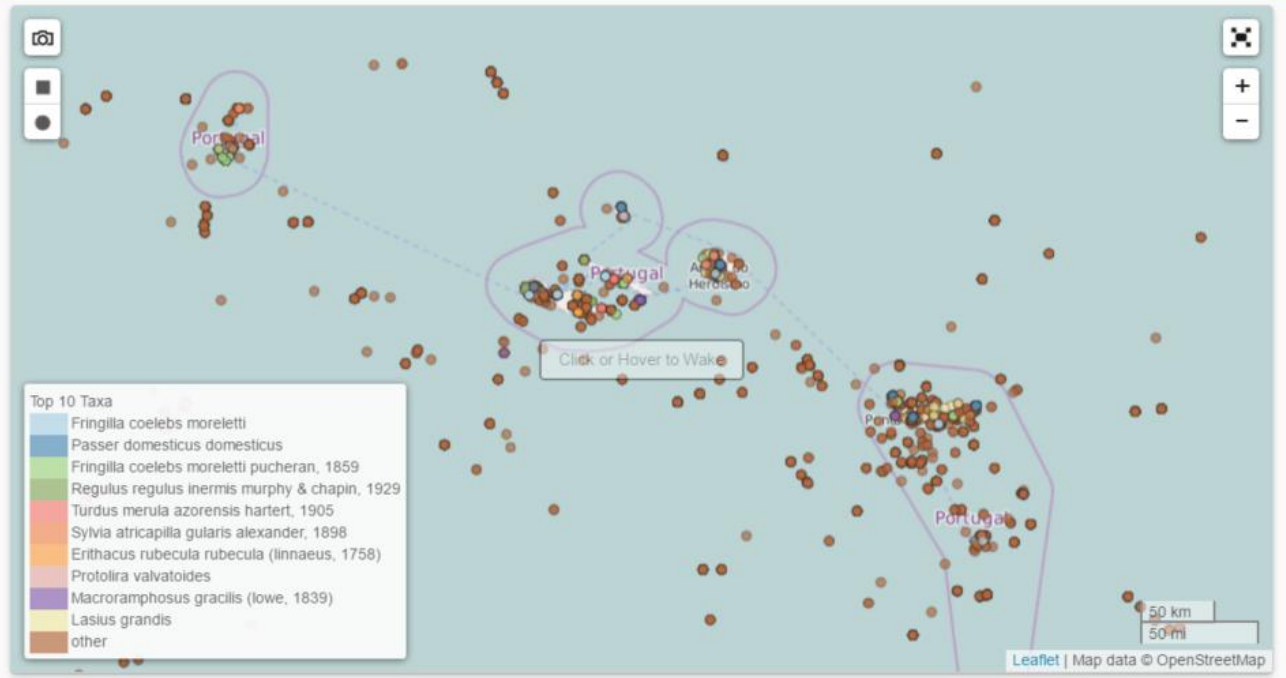 Portugal
Portugal
Heroísmo
Click or Hover to Wake
Portugal
Top 10 Taxa
Fringilla coelebs moreletti
Passer domesticus domesticus
Fringilla coelebs moreletti pucheran, 1859
Regulus regulus inermis murphy & chapin, 1929
Turdus merula azorensis hartert, 1905
Sylvia atricapilla gularis alexander, 1898
Erithacus rubecula rubecula (linnaeus, 1758)
Protolira valvatoides
Macroramphosus gracilis (lowe, 1839)
Lasius grandis
other
+
−
50 km
50 mi
Leaflet | Map data © OpenStreetMap